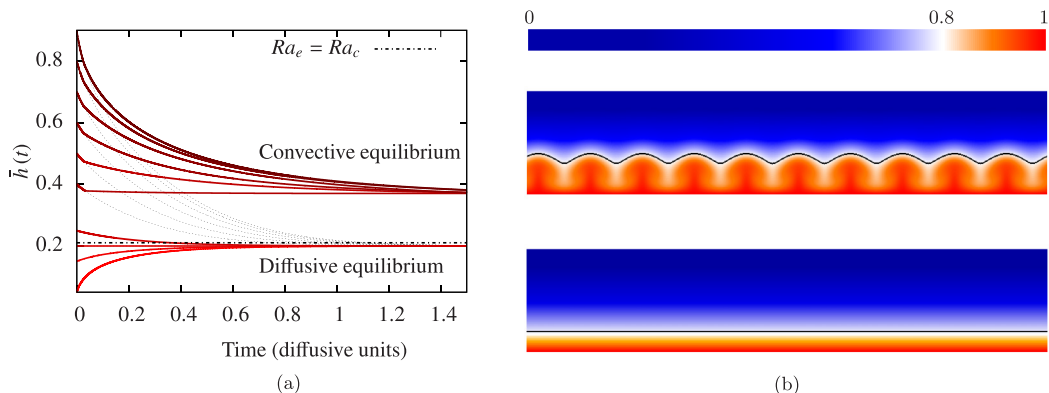 0 0.8 1
Ra_e = Ra_c
0.8
0.6
0.4
0.2
h̄(t)
Convective equilibrium
Diffusive equilibrium
0 0.2 0.4 0.6 0.8 1 1.2 1.4
Time (diffusive units)
(a)
(b)